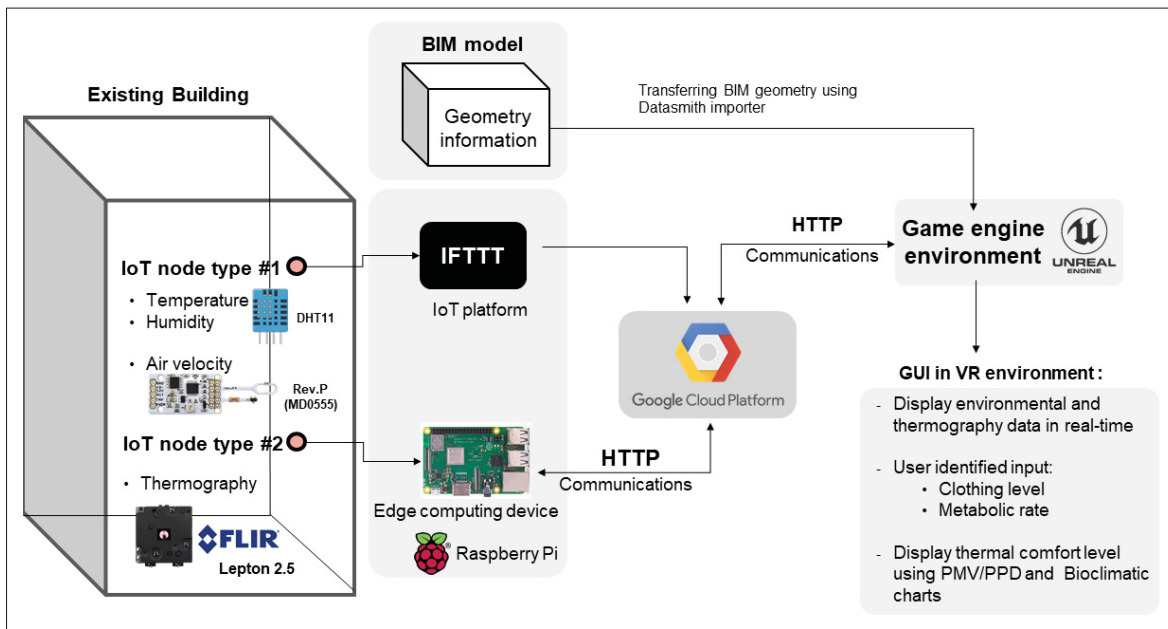 BIM model
Geometry
information
Transferring BIM geometry using
Datasmith importer
Existing Building
IoT node type #1
• Temperature
• Humidity
DHT11
• Air velocity
Rev.P
(MD0555)
IoT node type #2
• Thermography
FLIR
Lepton 2.5
IFTTT
IoT platform
Edge computing device
Raspberry Pi
HTTP
Communications
Google Cloud Platform
HTTP
Communications
Game engine
environment
UNREAL
ENGINE
GUI in VR environment :
- Display environmental and
thermography data in real-time
- User identified input:
• Clothing level
• Metabolic rate
- Display thermal comfort level
using PMV/PPD and Bioclimatic
charts